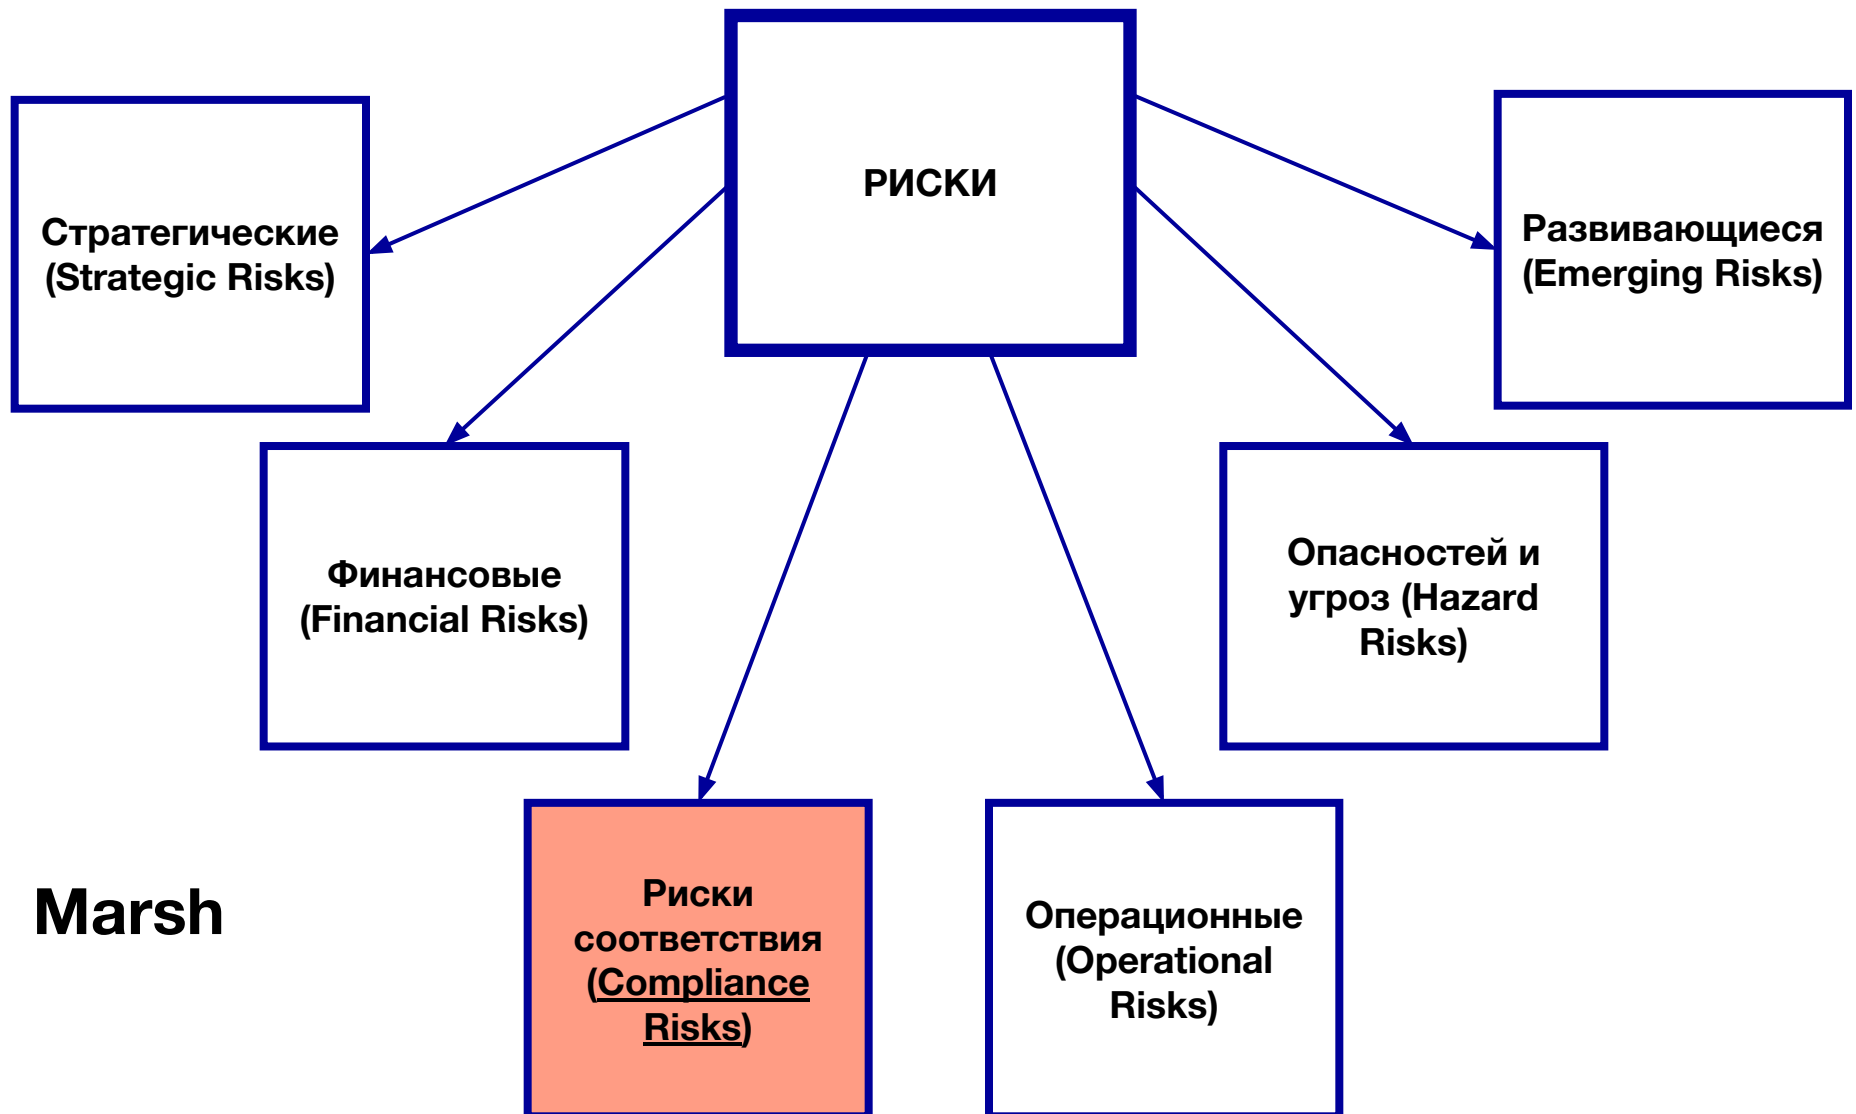 РИСКИ
Стратегические
(Strategic Risks)
Развивающиеся
(Emerging Risks)
Финансовые
(Financial Risks)
Опасностей и
угроз (Hazard
Risks)
Marsh
Риски
соответствия
(Compliance
Risks)
Операционные
(Operational
Risks)